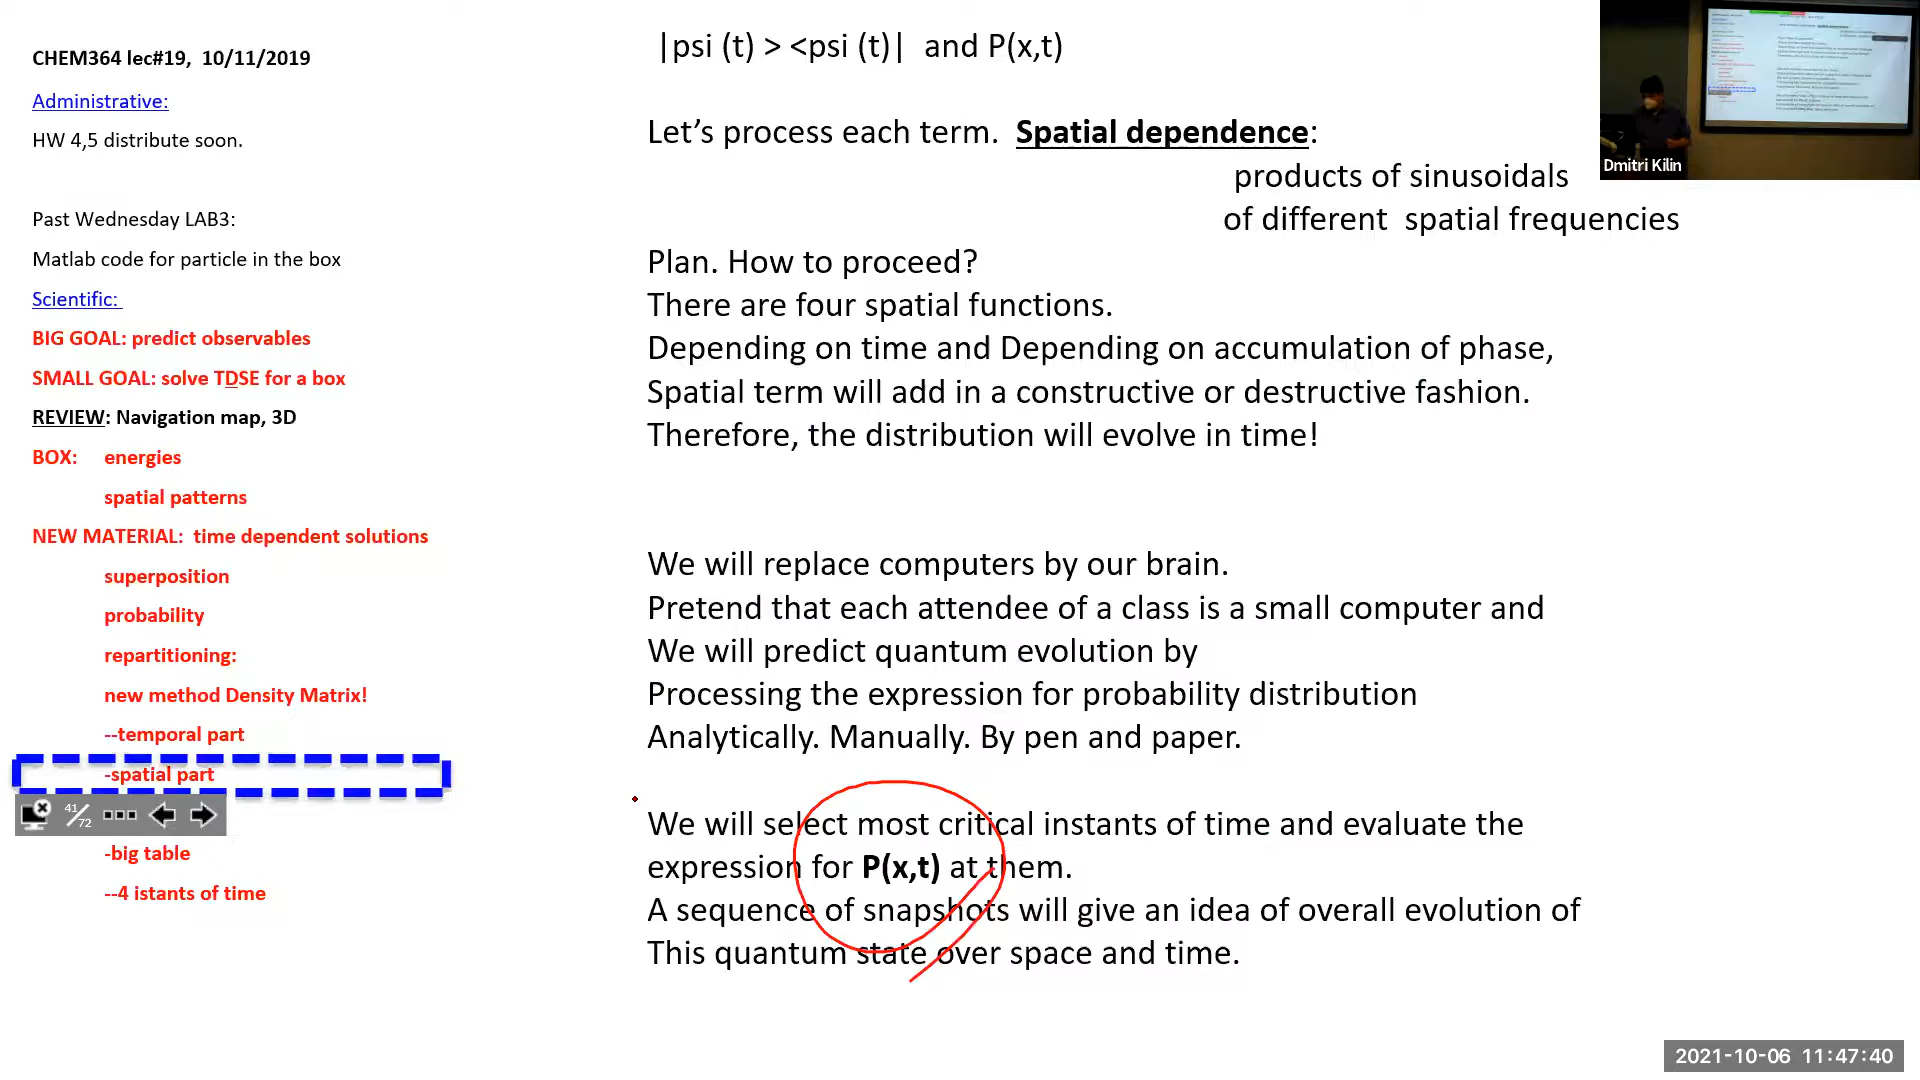 CHEM364 lec#19,  10/11/2019
Administrative:
HW 4,5 distribute soon.
Past Wednesday LAB3:
Matlab code for particle in the box
Scientific:
BIG GOAL: predict observables
SMALL GOAL: solve TDSE for a box
REVIEW: Navigation map, 3D
BOX: energies
spatial patterns
NEW MATERIAL: time dependent solutions
superposition
probability
repartitioning:
new method Density Matrix!
--temporal part
-spatial part
41/72
-big table
--4 istants of time
|psi (t) > <psi (t)|  and P(x,t)
Let’s process each term.  Spatial dependence:
products of sinusoidals
of different  spatial frequencies
Plan. How to proceed?
There are four spatial functions.
Depending on time and Depending on accumulation of phase,
Spatial term will add in a constructive or destructive fashion.
Therefore, the distribution will evolve in time!
We will replace computers by our brain.
Pretend that each attendee of a class is a small computer and
We will predict quantum evolution by
Processing the expression for probability distribution
Analytically. Manually. By pen and paper.
We will select most critical instants of time and evaluate the
expression for P(x,t) at them.
A sequence of snapshots will give an idea of overall evolution of
This quantum state over space and time.
Dmitri Kilin
2021-10-06  11:47:40